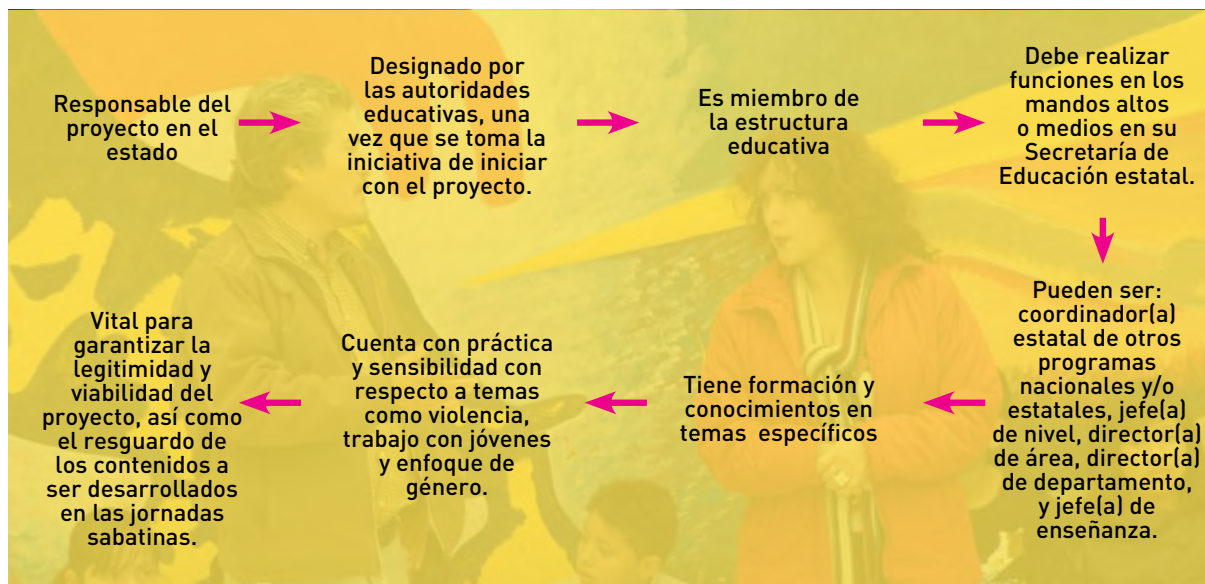 Responsable del
proyecto en el
estado
Designado por
las autoridades
educativas, una
vez que se toma la
iniciativa de iniciar
con el proyecto.
Es miembro de
la estructura
educativa
Debe realizar
funciones en los
mandos altos
o medios en su
Secretaría de
Educación estatal.
Pueden ser:
coordinador(a)
estatal de otros
programas
nacionales y/o
estatales, jefe(a)
de nivel, director(a)
de área, director(a)
de departamento,
y jefe(a) de
enseñanza.
Tiene formación y
conocimientos en
temas específicos
Cuenta con práctica
y sensibilidad con
respecto a temas
como violencia,
trabajo con jóvenes
y enfoque de
género.
Vital para
garantizar la
legitimidad y
viabilidad del
proyecto, así como
el resguardo de
los contenidos a
ser desarrollados
en las jornadas
sabatinas.